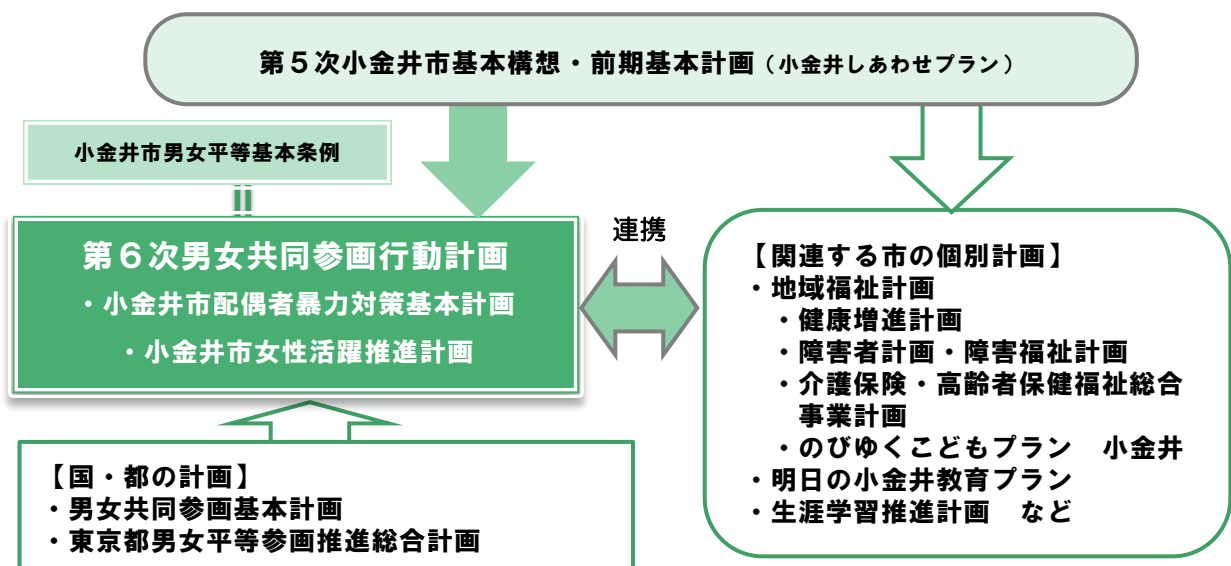 第５次小金井市基本構想・前期基本計画（小金井しあわせプラン）
小金井市男女平等基本条例
第６次男女共同参画行動計画
・小金井市配偶者暴力対策基本計画
・小金井市女性活躍推進計画
連携
【関連する市の個別計画】
・地域福祉計画
・健康増進計画
・障害者計画・障害福祉計画
・介護保険・高齢者保健福祉総合
事業計画
・のびゆくこどもプラン　小金井
・明日の小金井教育プラン
・生涯学習推進計画　など
【国・都の計画】
・男女共同参画基本計画
・東京都男女平等参画推進総合計画